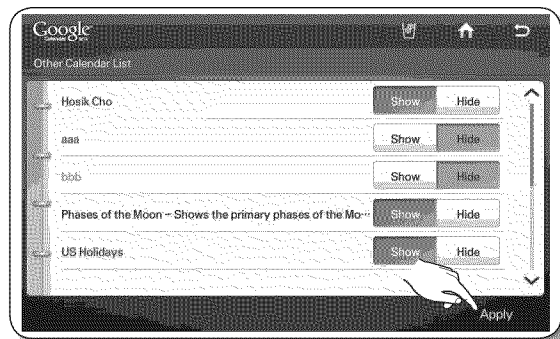 Google
Other Calendar List
Hosik Cho Show Hide
aaa Show Hide
bbb Show Hide
Phases of the Moon – Shows the primary phases of the Mo··· Show Hide
US Holidays Show Hide
Apply